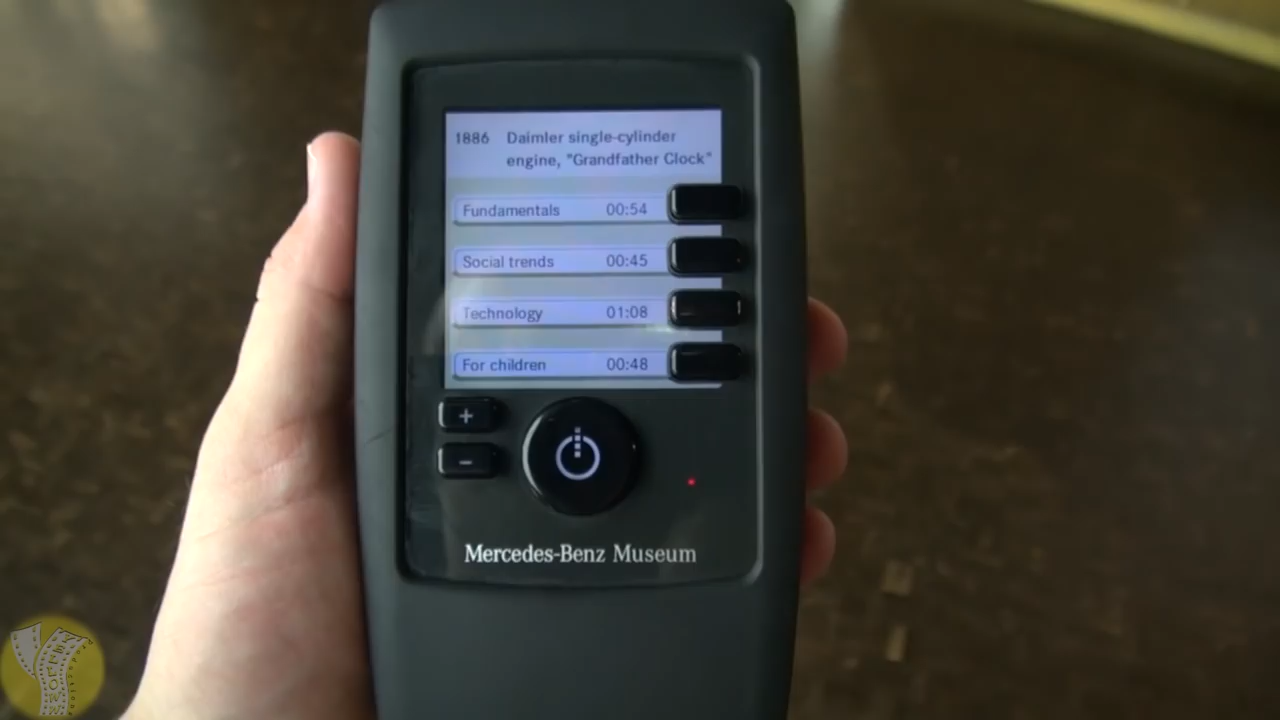 1886 Daimler single-cylinder
engine, "Grandfather Clock"
Fundamentals 00:54
Social trends 00:45
Technology 01:08
For children 00:48
+
−
Mercedes-Benz Museum
YELLOW